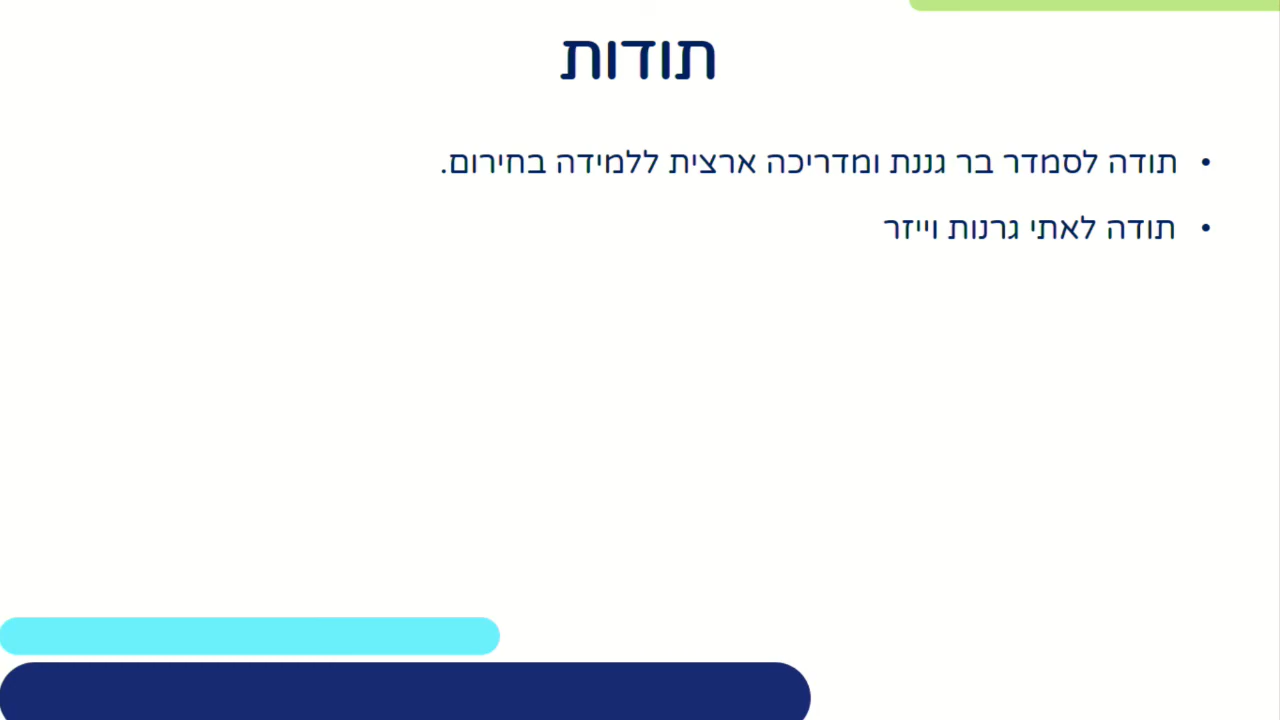 תודות
• תודה לסמדר בר גננת ומדריכה ארצית ללמידה בחירום.
• תודה לאתי גרנות וייזר